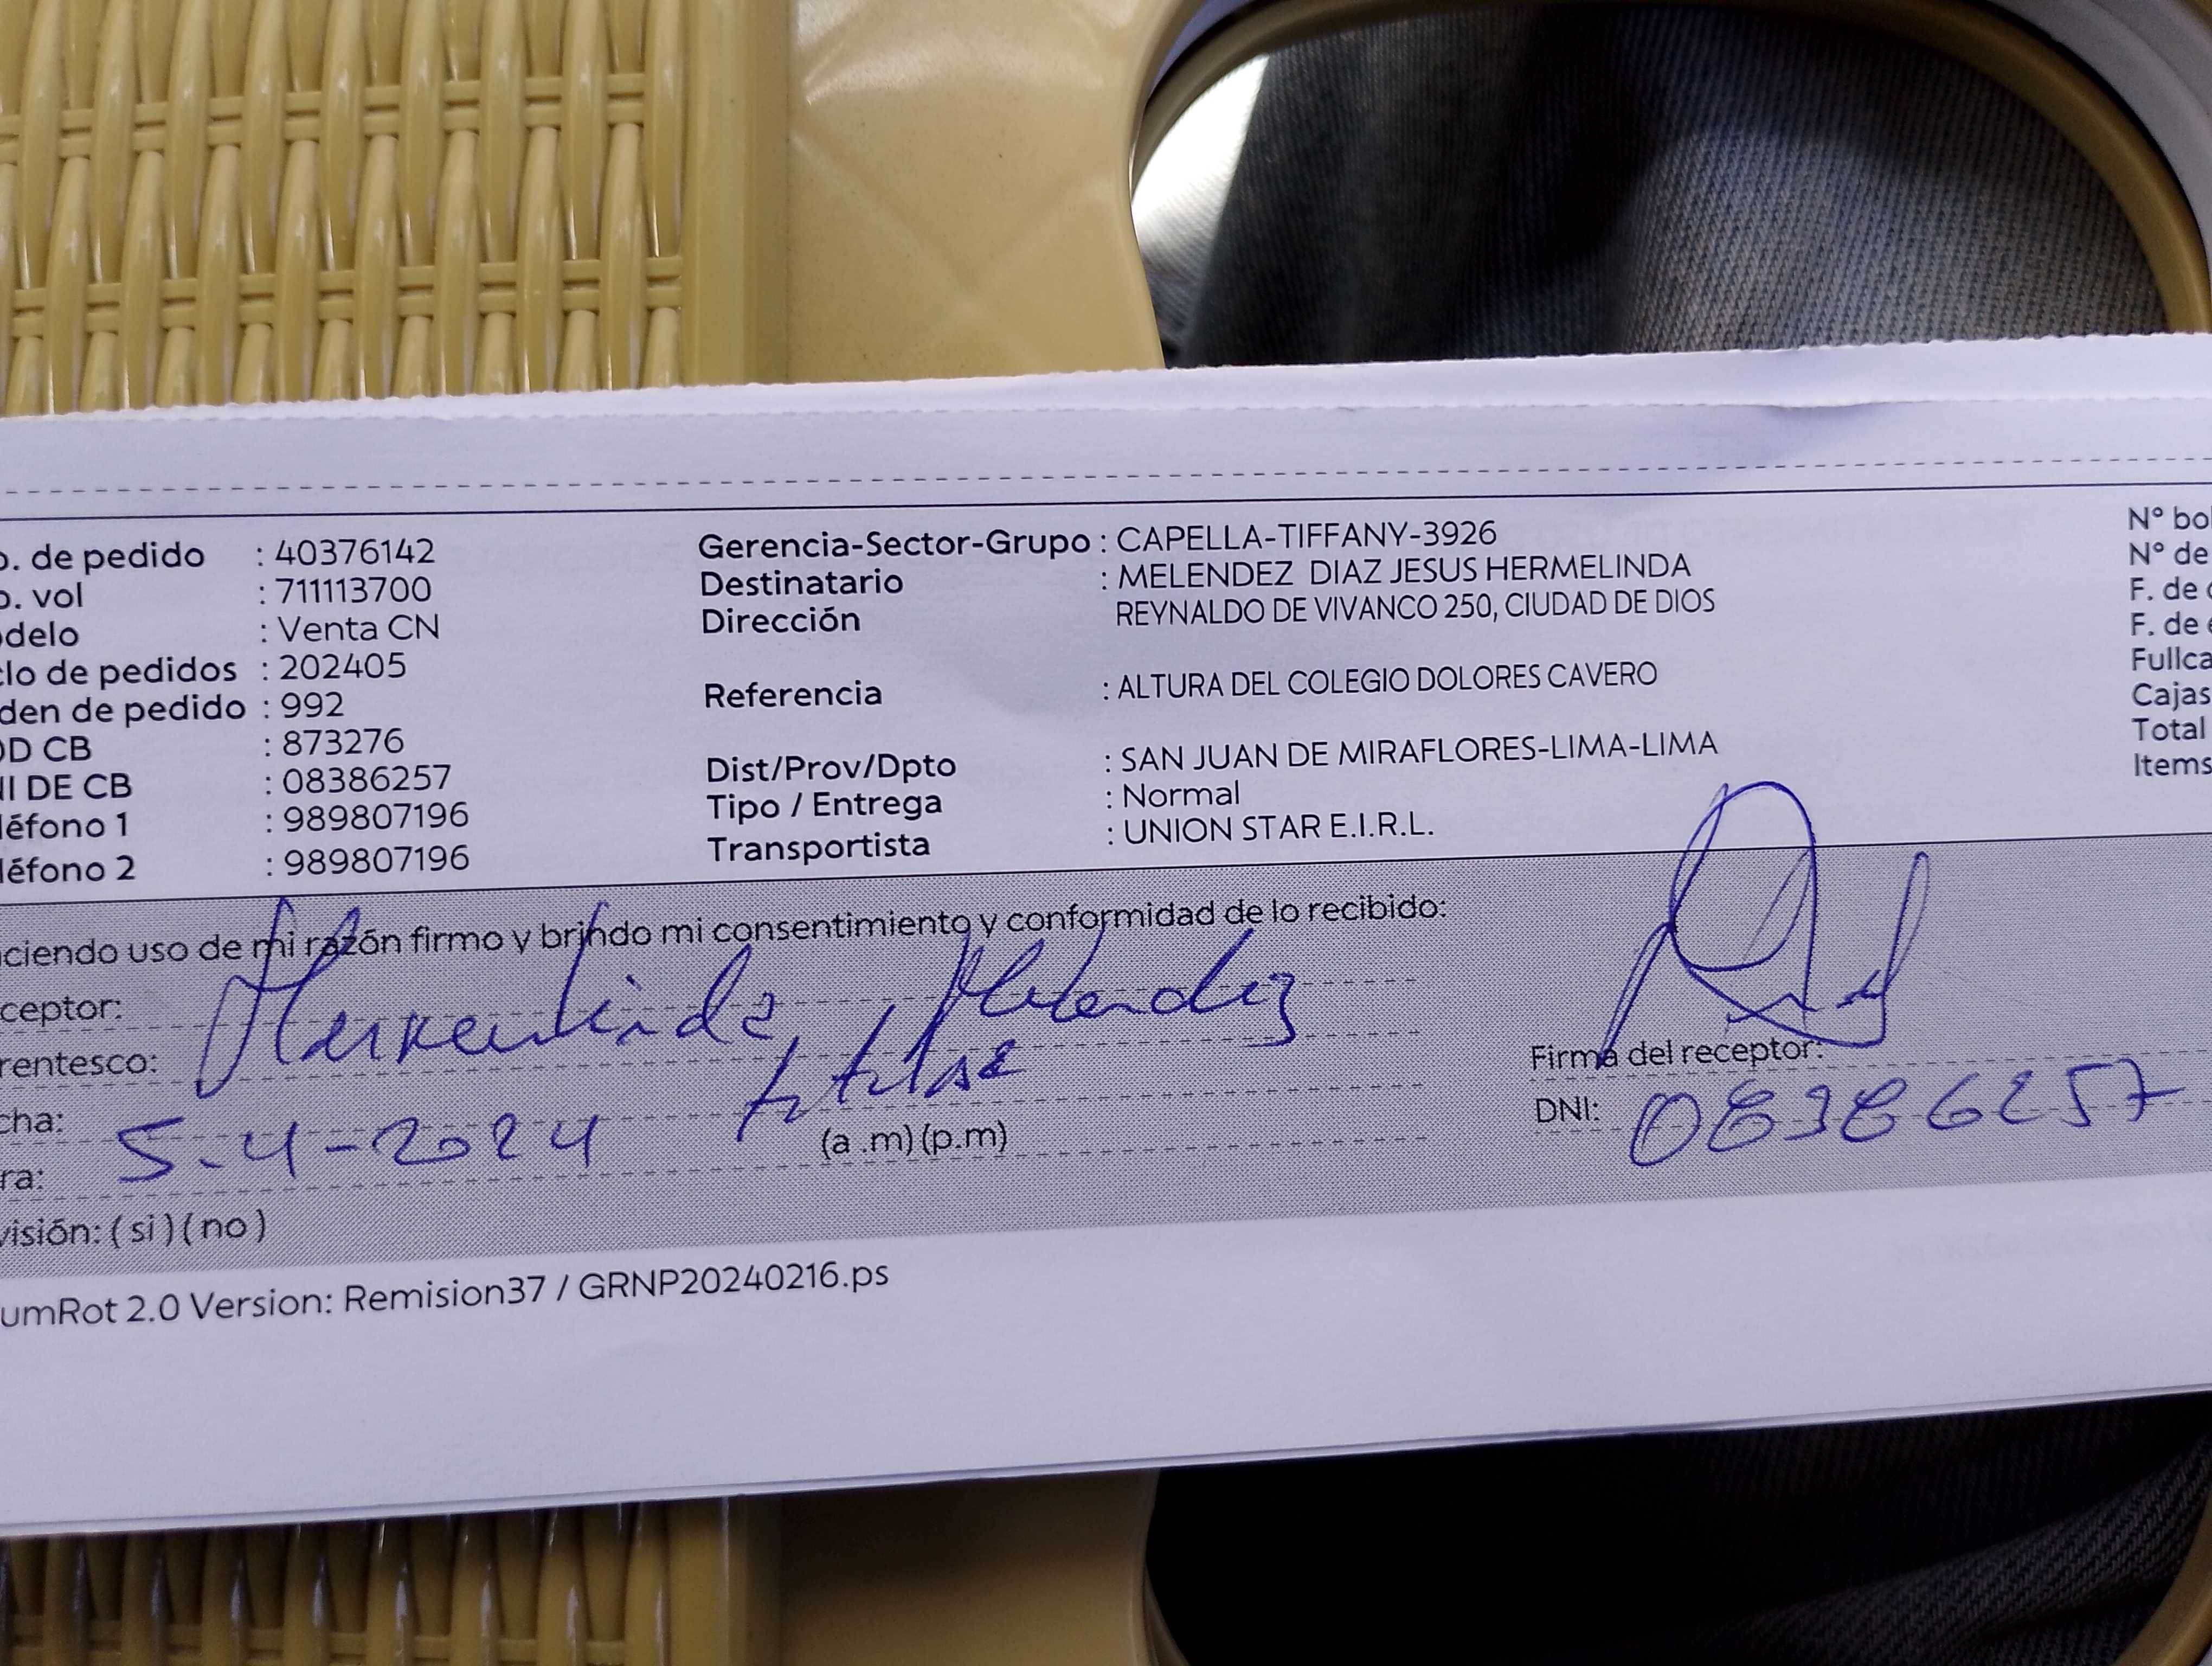 o. de pedido : 40376142
o. vol : 711113700
odelo : Venta CN
clo de pedidos : 202405
den de pedido : 992
OD CB : 873276
NI DE CB : 08386257
léfono 1 : 989807196
léfono 2 : 989807196
Gerencia-Sector-Grupo : CAPELLA-TIFFANY-3926
Destinatario : MELENDEZ DIAZ JESUS HERMELINDA
Dirección REYNALDO DE VIVANCO 250, CIUDAD DE DIOS
Referencia : ALTURA DEL COLEGIO DOLORES CAVERO
Dist/Prov/Dpto : SAN JUAN DE MIRAFLORES-LIMA-LIMA
Tipo / Entrega : Normal
Transportista : UNION STAR E.I.R.L.
N° bol
N° de
F. de
F. de
Fullca
Cajas
Total
Items
ciendo uso de mi razón firmo y brindo mi consentimiento y conformidad de lo recibido:
ceptor: Hermelinda Melendez
rentesco: titular
cha: 5-4-2024
ra: (a .m) (p.m)
visión: ( si ) ( no )
Firma del receptor:
DNI: 08386257
umRot 2.0 Version: Remision37 / GRNP20240216.ps